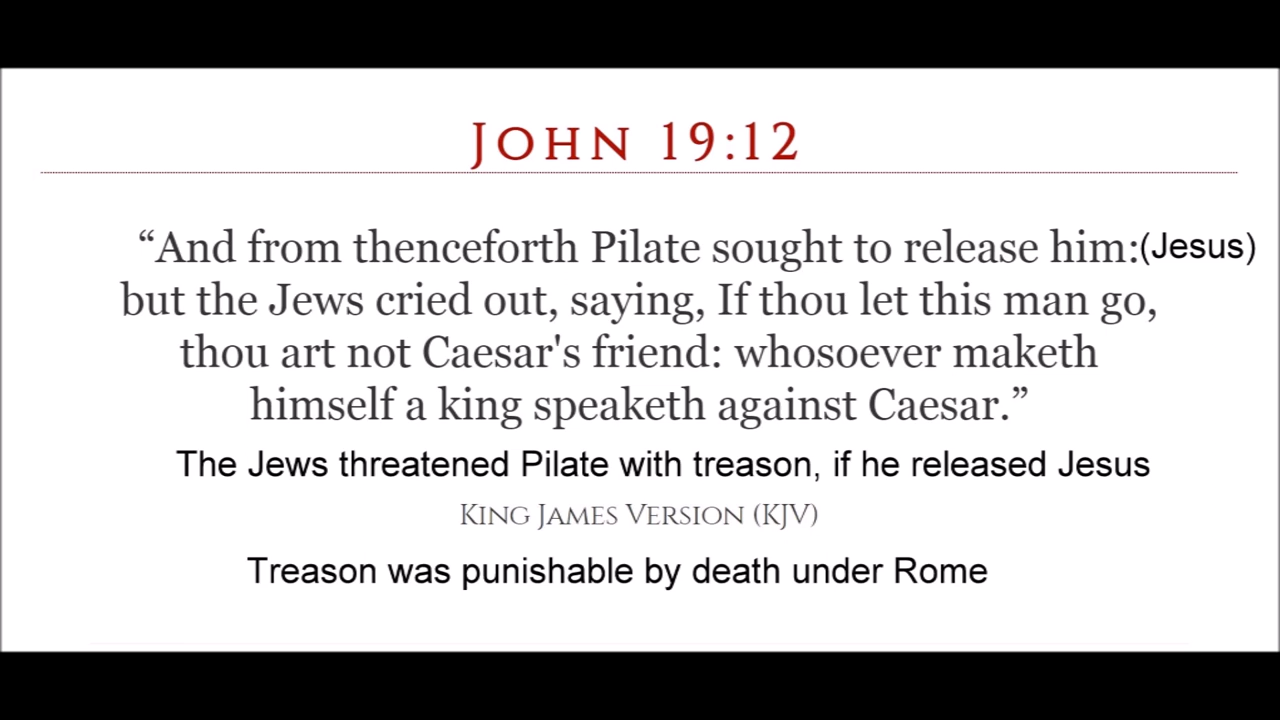 John 19:12
“And from thenceforth Pilate sought to release him:(Jesus)
but the Jews cried out, saying, If thou let this man go,
thou art not Caesar's friend: whosoever maketh
himself a king speaketh against Caesar.”
The Jews threatened Pilate with treason, if he released Jesus
King James Version (KJV)
Treason was punishable by death under Rome